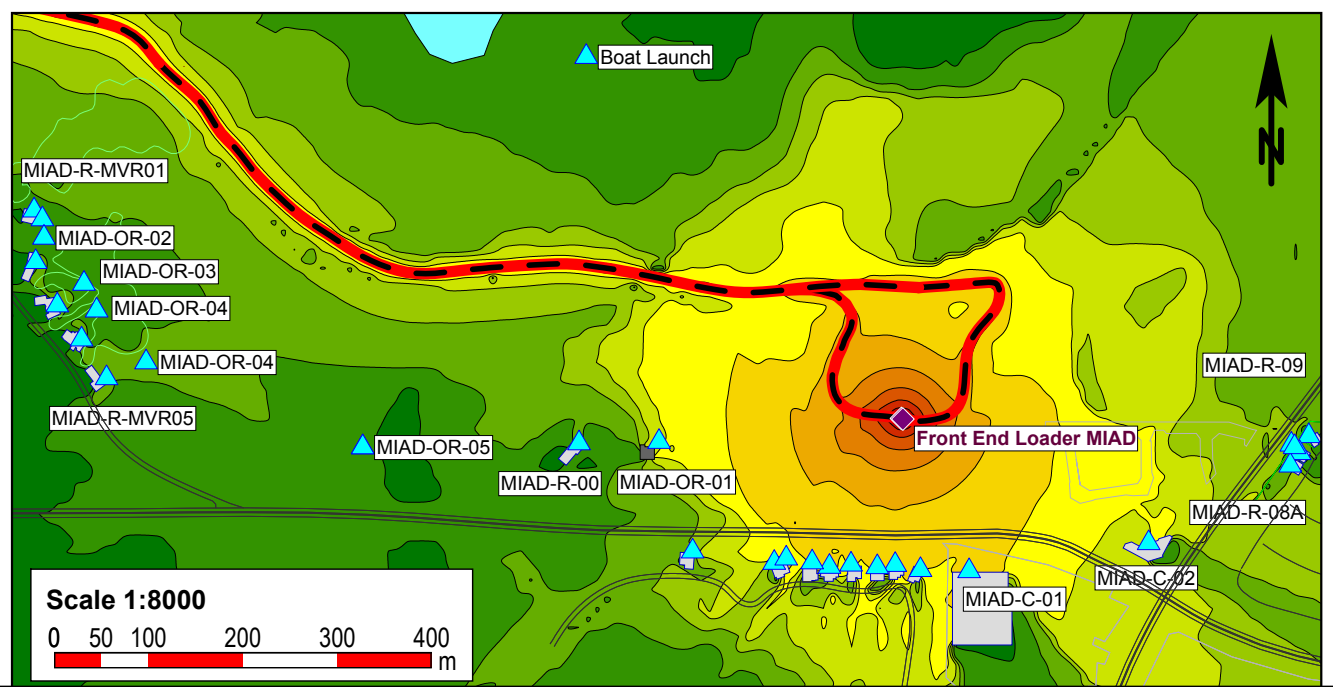 Boat Launch
N
MIAD-R-MVR01
MIAD-OR-02
MIAD-OR-03
MIAD-OR-04
MIAD-OR-04
MIAD-R-09
MIAD-R-MVR05
Front End Loader MIAD
MIAD-OR-05
MIAD-R-00
MIAD-OR-01
MIAD-R-08A
MIAD-C-02
MIAD-C-01
Scale 1:8000
0 50 100 200 300 400
m